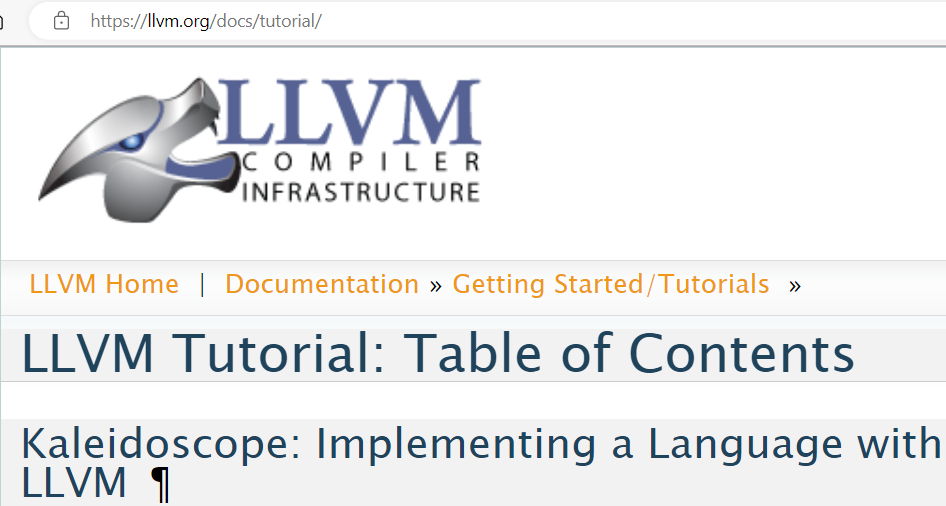 https://llvm.org/docs/tutorial/
LLVM
COMPILER
INFRASTRUCTURE
LLVM Home | Documentation » Getting Started/Tutorials »
LLVM Tutorial: Table of Contents
Kaleidoscope: Implementing a Language with
LLVM ¶